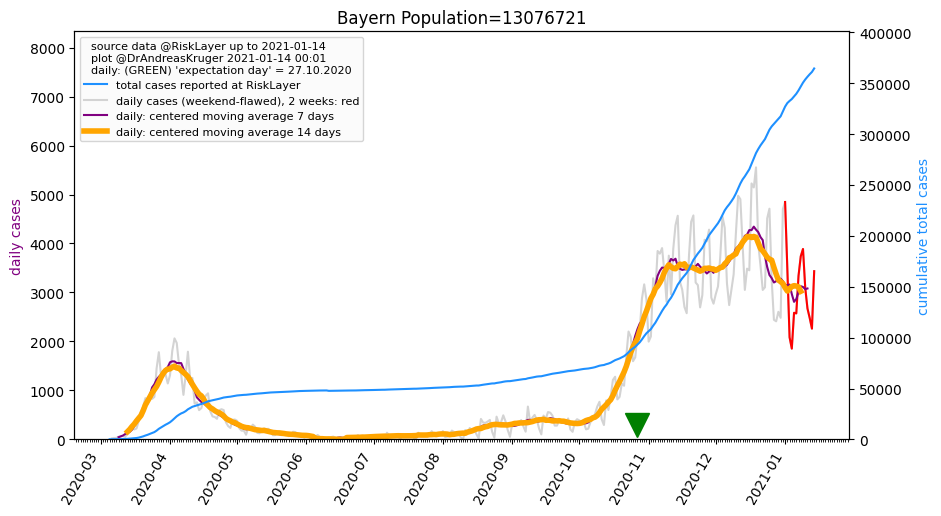 Bayern Population=13076721
source data @RiskLayer up to 2021-01-14
plot @DrAndreasKruger 2021-01-14 00:01
daily: (GREEN) 'expectation day' = 27.10.2020
total cases reported at RiskLayer
daily cases (weekend-flawed), 2 weeks: red
daily: centered moving average 7 days
daily: centered moving average 14 days
daily cases
8000
7000
6000
5000
4000
3000
2000
1000
0
400000
350000
300000
250000
200000
150000
100000
50000
0
cumulative total cases
2020-03
2020-04
2020-05
2020-06
2020-07
2020-08
2020-09
2020-10
2020-11
2020-12
2021-01